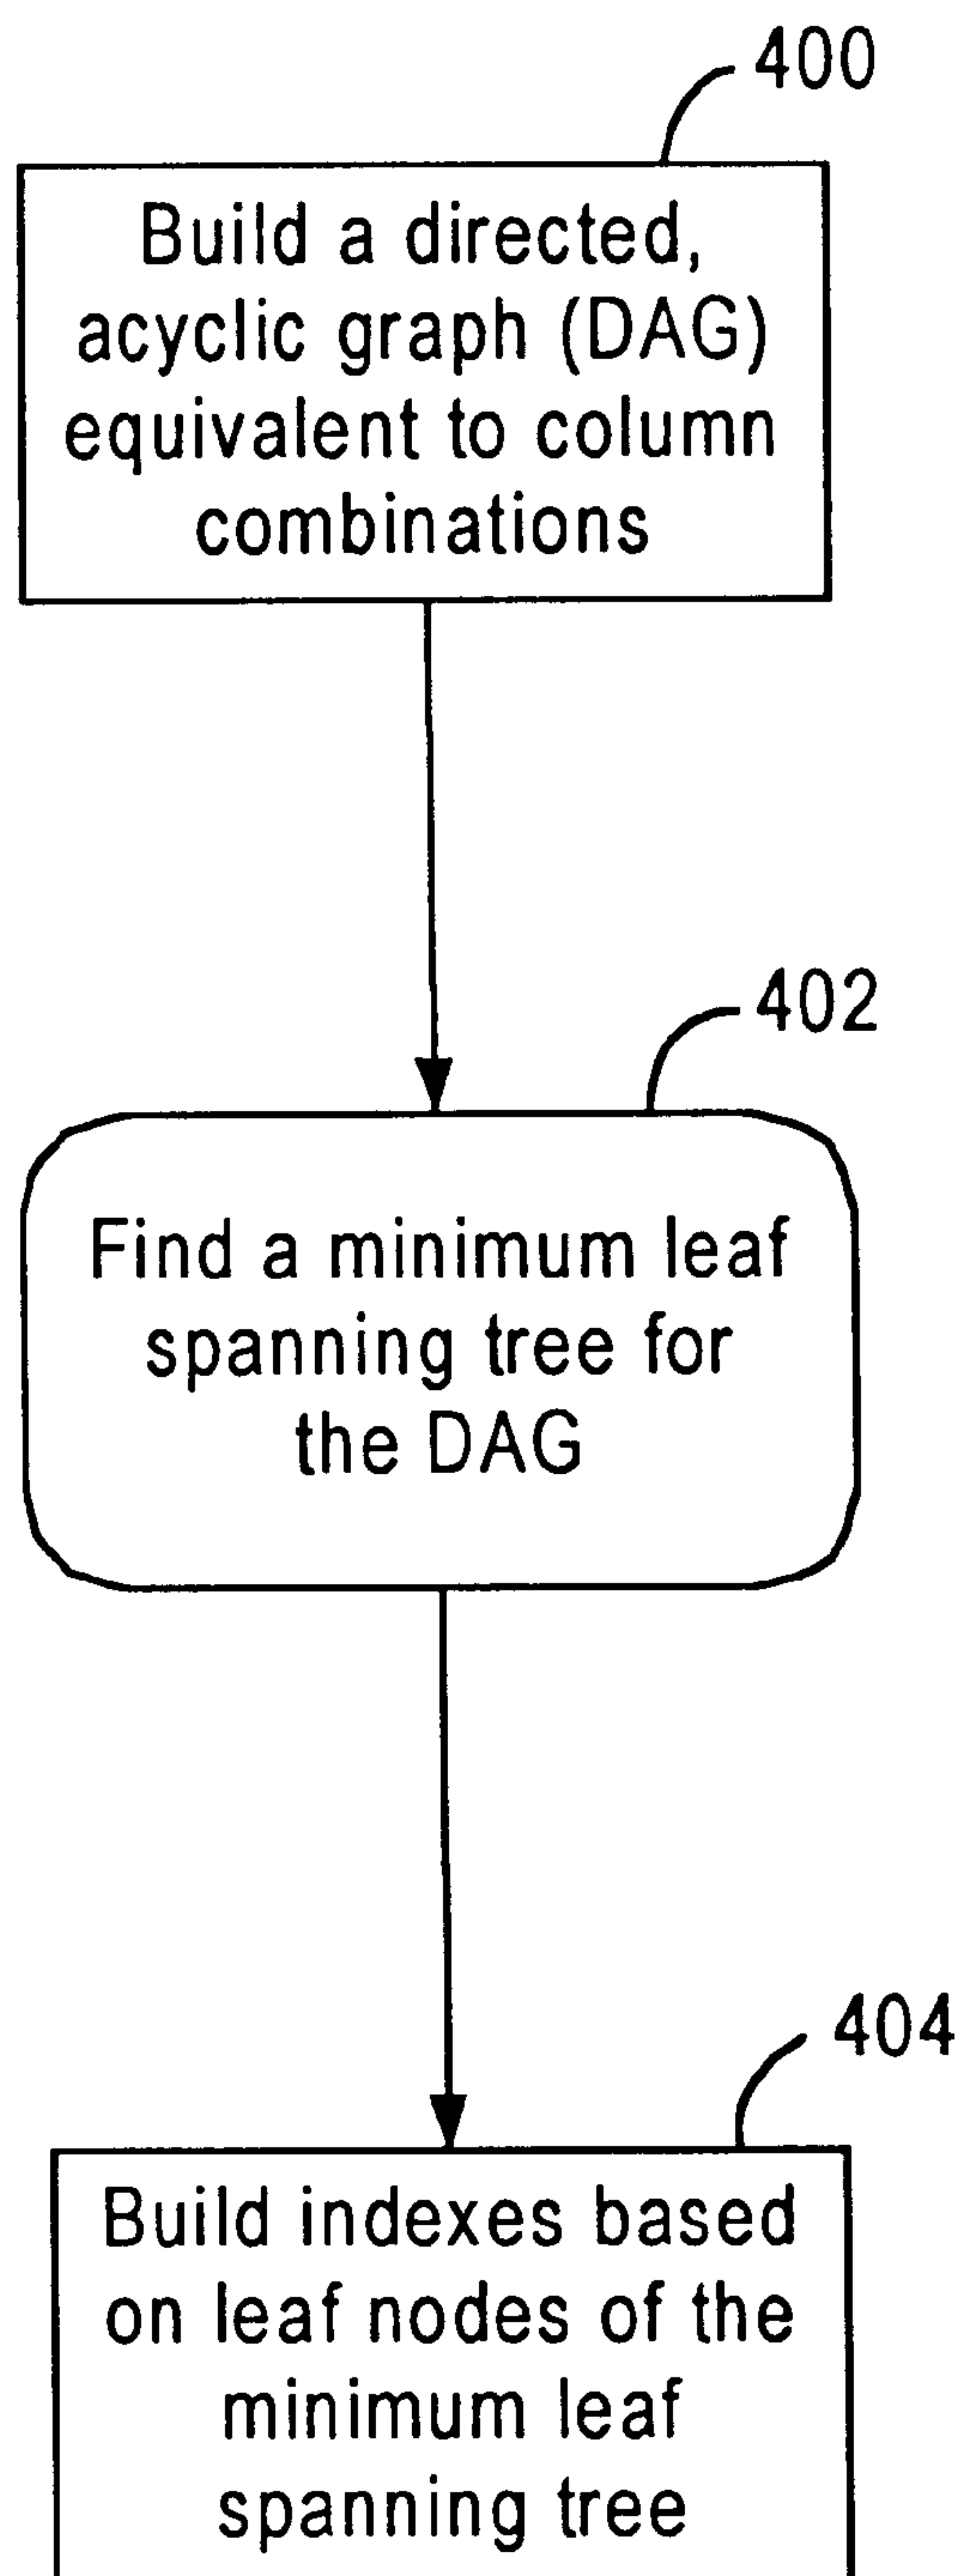 400
Build a directed,
acyclic graph (DAG)
equivalent to column
combinations
402
Find a minimum leaf
spanning tree for
the DAG
404
Build indexes based
on leaf nodes of the
minimum leaf
spanning tree